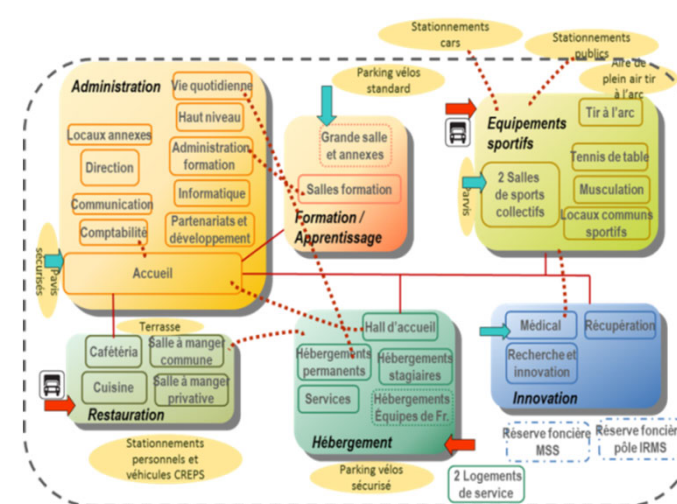 Stationnements
cars
Stationnements
publics
Aire de
plein air tir
à l'arc
Parking vélos
standard
Administration
Vie quotidienne
Haut niveau
Locaux annexes
Administration
formation
Direction
Informatique
Communication
Comptabilité
Partenariats et
développement
Accueil
Pavis
sécurisés
Grande salle
et annexes
Salles formation
Formation /
Apprentissage
Equipements
sportifs
Tir à l'arc
Tennis de table
2 Salles
de sports
collectifs
Musculation
Locaux communs
sportifs
Parvis
Terrasse
Cafétéria
Salle à manger
commune
Cuisine
Salle à manger
privative
Restauration
Stationnements
personnels et
véhicules CREPS
Hall d'accueil
Hébergements
permanents
Hébergements
stagiaires
Services
Hébergements
Équipes de Fr.
Hébergement
Parking vélos
sécurisé
2 Logements
de service
Médical
Récupération
Recherche et
innovation
Innovation
Réserve foncière
MSS
Réserve foncière
pôle IRMS